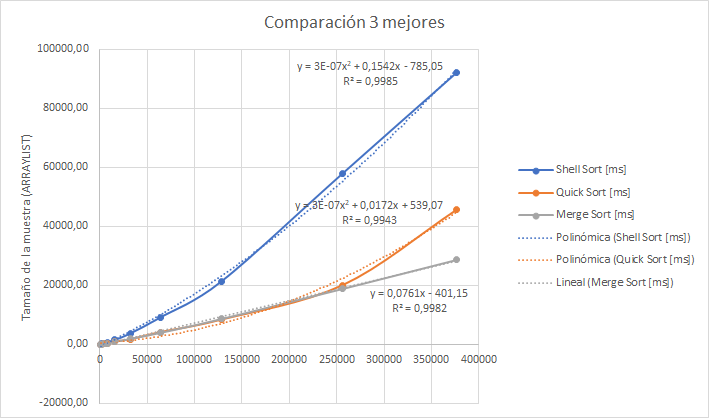 Comparación 3 mejores
100000,00
80000,00
60000,00
40000,00
20000,00
0,00
-20000,00
Tamaño de la muestra (ARRAYLIST)
0
50000
100000
150000
200000
250000
300000
350000
400000
y = 3E-07x² + 0,1542x - 785,05
R² = 0,9985
y = 3E-07x² + 0,0172x + 539,07
R² = 0,9943
y = 0,0761x - 401,15
R² = 0,9982
Shell Sort [ms]
Quick Sort [ms]
Merge Sort [ms]
Polinómica (Shell Sort [ms])
Polinómica (Quick Sort [ms])
Lineal (Merge Sort [ms])